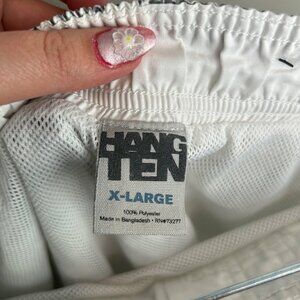 HANG
TEN
X-LARGE
100% Polyester
Made in Bangladesh • RN#73277